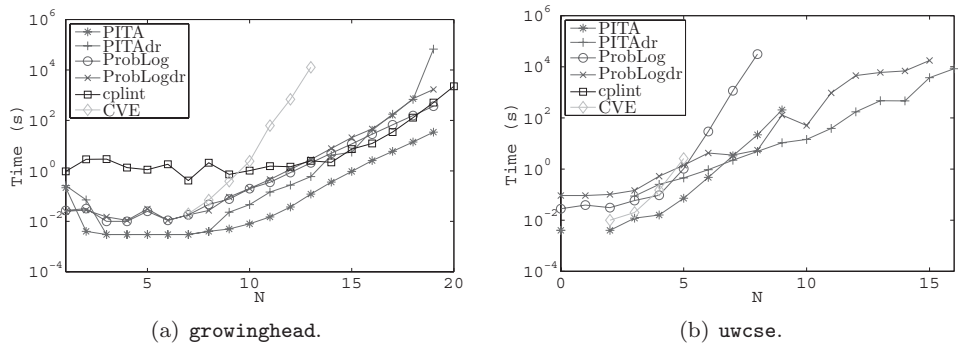 10^6
10^4
10^2
10^0
10^-2
10^-4
Time (s)
PITA
PITAdr
ProbLog
ProbLogdr
cplint
CVE
5
10
15
20
N
(a) growinghead.
10^6
10^4
10^2
10^0
10^-2
10^-4
Time (s)
PITA
PITAdr
ProbLog
ProbLogdr
cplint
CVE
0
5
10
15
N
(b) uwcse.